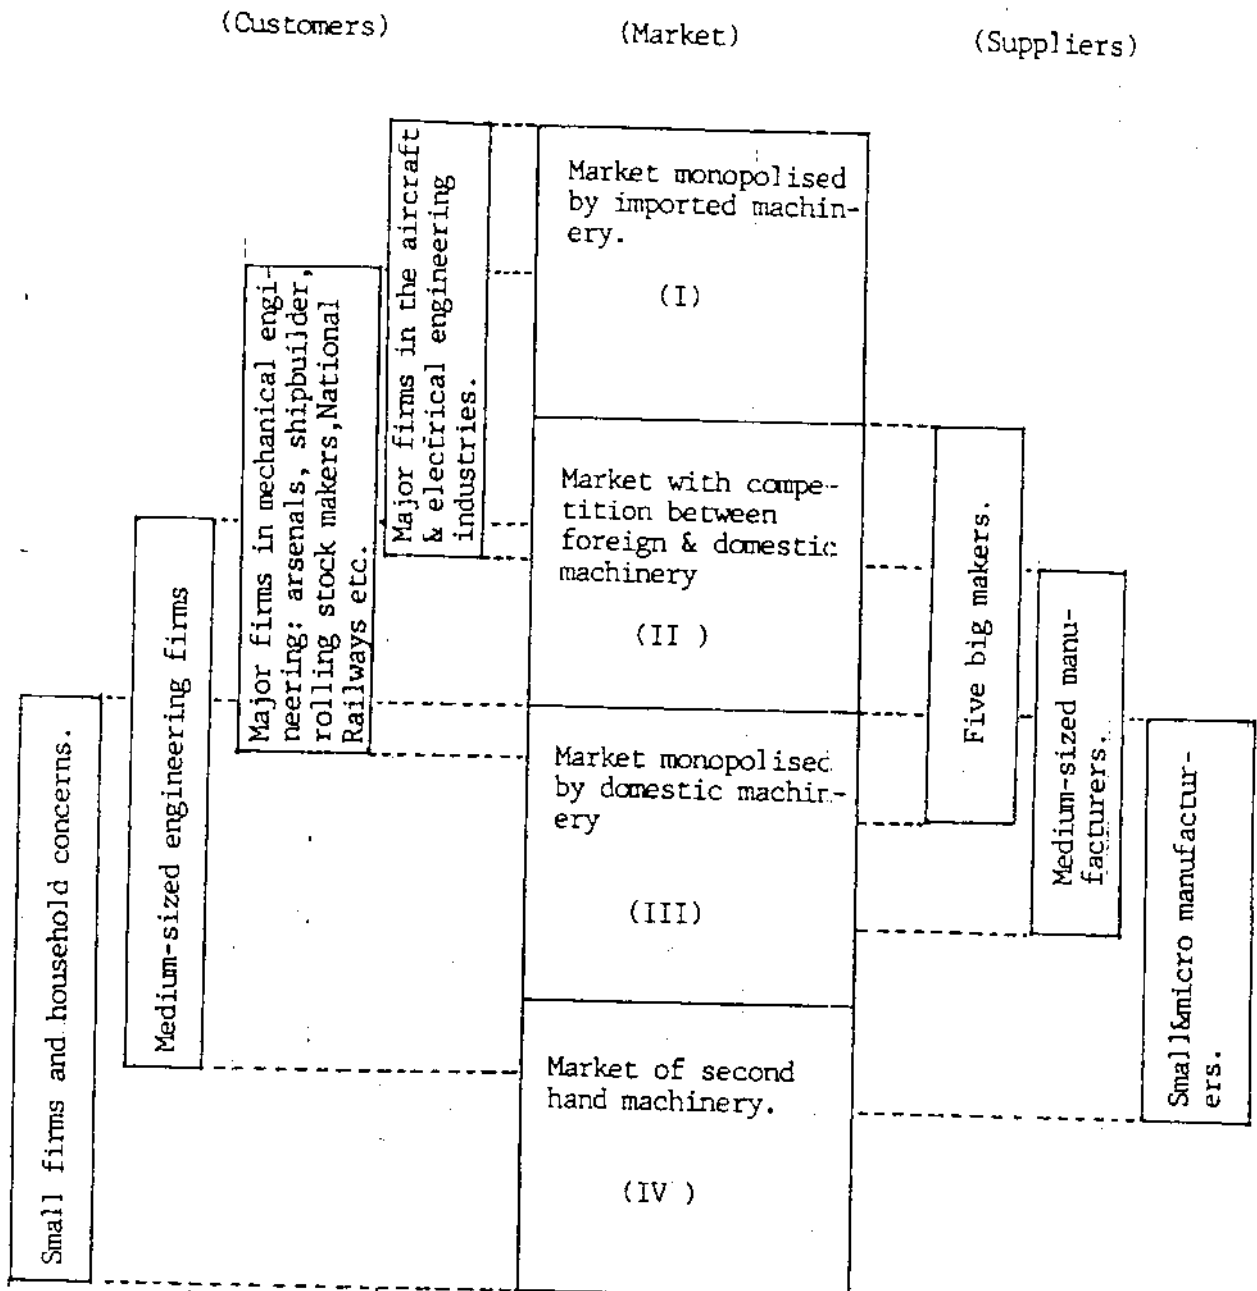 (Customers)
(Market)
(Suppliers)
Small firms and household concerns.
Medium-sized engineering firms
Major firms in mechanical engi-
neering: arsenals, shipbuilder,
rolling stock makers,National
Railways etc.
Major firms in the aircraft
& electrical engineering
industries.
Market monopolised
by imported machin-
ery.
(I)
Market with compe-
tition between
foreign & domestic
machinery
(II )
Market monopolised
by domestic machin-
ery
(III)
Market of second
hand machinery.
(IV )
Five big makers.
Medium-sized manu-
facturers.
Small&micro manufactur-
ers.